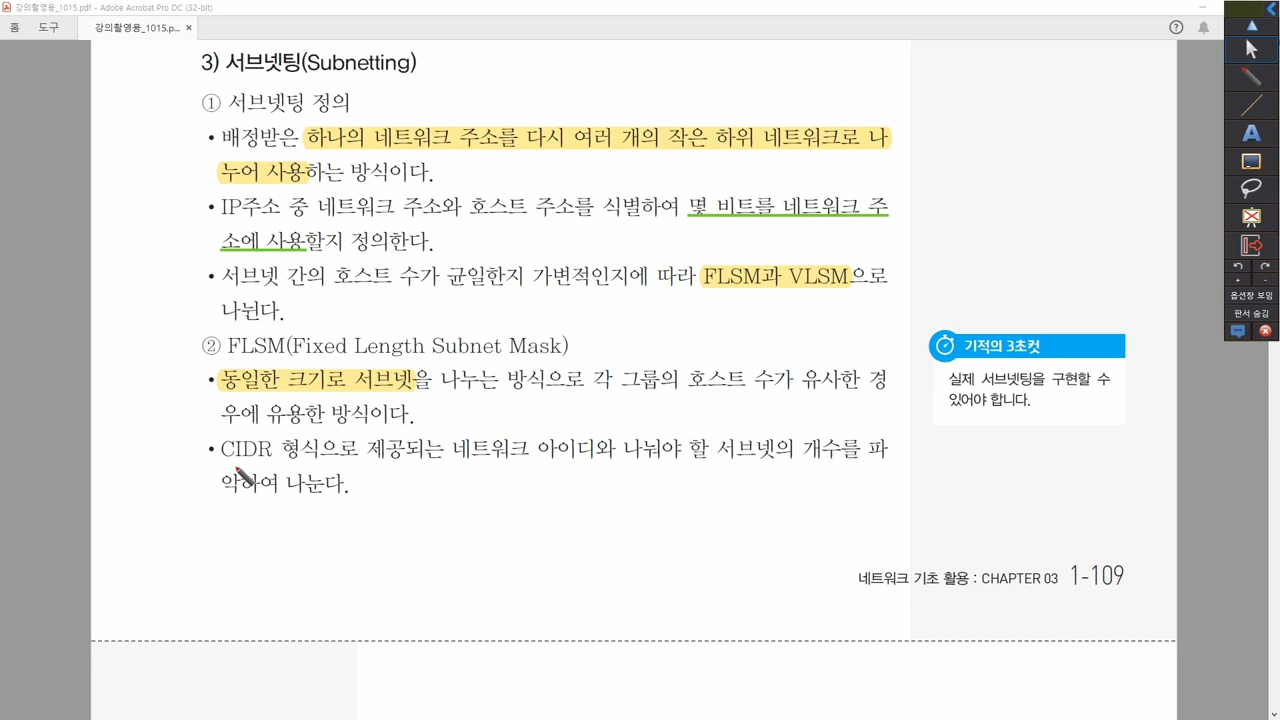 강의촬영용_1015.pdf - Adobe Acrobat Pro DC (32-bit)
홈 도구 강의촬영용_1015.p... ×
3) 서브넷팅(Subnetting)
① 서브넷팅 정의
• 배정받은 하나의 네트워크 주소를 다시 여러 개의 작은 하위 네트워크로 나
누어 사용하는 방식이다.
• IP주소 중 네트워크 주소와 호스트 주소를 식별하여 몇 비트를 네트워크 주
소에 사용할지 정의한다.
• 서브넷 간의 호스트 수가 균일한지 가변적인지에 따라 FLSM과 VLSM으로
나뉜다.
② FLSM(Fixed Length Subnet Mask)
• 동일한 크기로 서브넷을 나누는 방식으로 각 그룹의 호스트 수가 유사한 경
우에 유용한 방식이다.
• CIDR 형식으로 제공되는 네트워크 아이디와 나눠야 할 서브넷의 개수를 파
악하여 나눈다.
기적의 3초컷
실제 서브넷팅을 구현할 수
있어야 합니다.
네트워크 기초 활용 : CHAPTER 03 1-109
A
+ -
옵션창 보임
판서 숨김